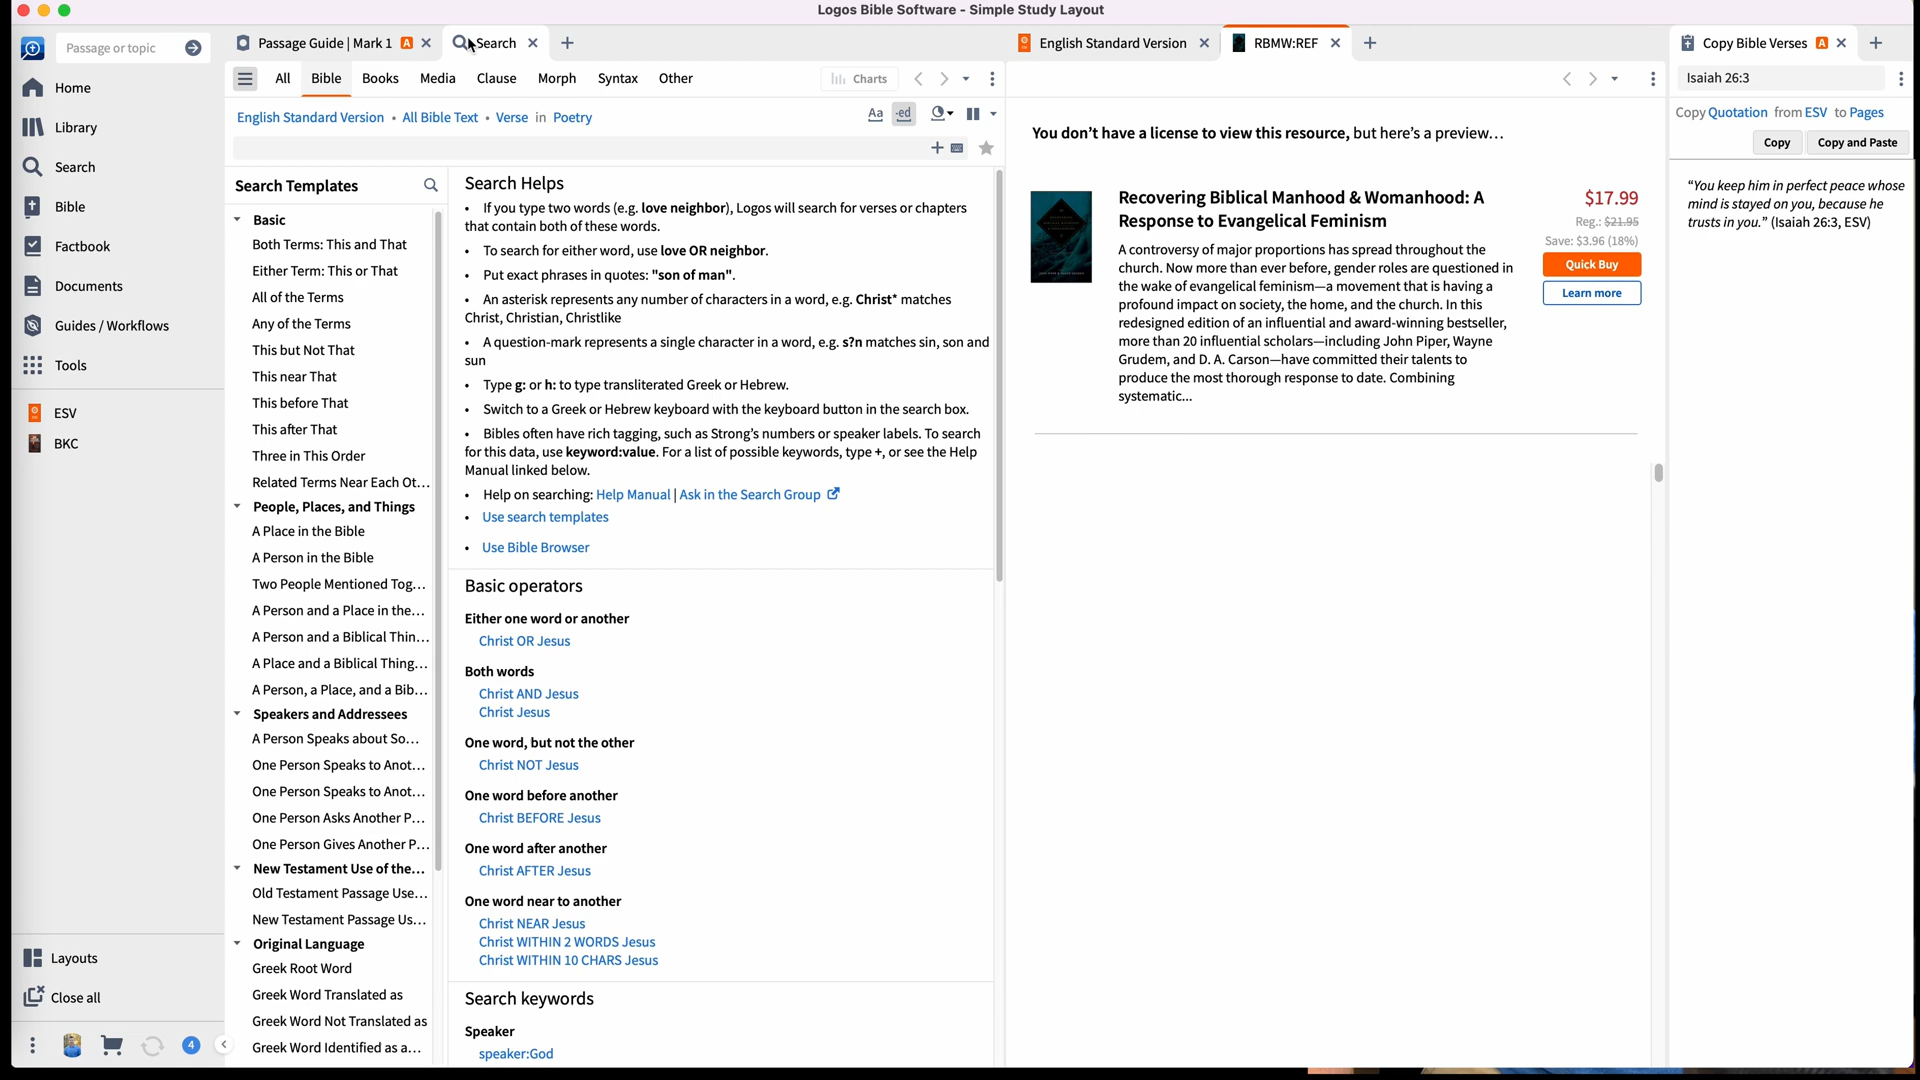 Logos Bible Software - Simple Study Layout
Passage or topic
Home
Library
Search
Bible
Factbook
Documents
Guides / Workflows
Tools
ESV
BKC
Layouts
Close all
4
Passage Guide | Mark 1 A
Search
All Bible Books Media Clause Morph Syntax Other
Charts
English Standard Version • All Bible Text • Verse in Poetry
Aa
-ed
Search Templates
Basic
Both Terms: This and That
Either Term: This or That
All of the Terms
Any of the Terms
This but Not That
This near That
This before That
This after That
Three in This Order
Related Terms Near Each Ot...
People, Places, and Things
A Place in the Bible
A Person in the Bible
Two People Mentioned Tog...
A Person and a Place in the...
A Person and a Biblical Thin...
A Place and a Biblical Thing...
A Person, a Place, and a Bib...
Speakers and Addressees
A Person Speaks about So...
One Person Speaks to Anot...
One Person Speaks to Anot...
One Person Asks Another P...
One Person Gives Another P...
New Testament Use of the...
Old Testament Passage Use...
New Testament Passage Us...
Original Language
Greek Root Word
Greek Word Translated as
Greek Word Not Translated as
Greek Word Identified as a...
Search Helps
• If you type two words (e.g. love neighbor), Logos will search for verses or chapters
that contain both of these words.
• To search for either word, use love OR neighbor.
• Put exact phrases in quotes: "son of man".
• An asterisk represents any number of characters in a word, e.g. Christ* matches
Christ, Christian, Christlike
• A question-mark represents a single character in a word, e.g. s?n matches sin, son and
sun
• Type g: or h: to type transliterated Greek or Hebrew.
• Switch to a Greek or Hebrew keyboard with the keyboard button in the search box.
• Bibles often have rich tagging, such as Strong's numbers or speaker labels. To search
for this data, use keyword:value. For a list of possible keywords, type +, or see the Help
Manual linked below.
• Help on searching: Help Manual | Ask in the Search Group
• Use search templates
• Use Bible Browser
Basic operators
Either one word or another
Christ OR Jesus
Both words
Christ AND Jesus
Christ Jesus
One word, but not the other
Christ NOT Jesus
One word before another
Christ BEFORE Jesus
One word after another
Christ AFTER Jesus
One word near to another
Christ NEAR Jesus
Christ WITHIN 2 WORDS Jesus
Christ WITHIN 10 CHARS Jesus
Search keywords
Speaker
speaker:God
English Standard Version
RBMW:REF
You don't have a license to view this resource, but here's a preview…
Recovering Biblical Manhood & Womanhood: A
Response to Evangelical Feminism
A controversy of major proportions has spread throughout the
church. Now more than ever before, gender roles are questioned in
the wake of evangelical feminism—a movement that is having a
profound impact on society, the home, and the church. In this
redesigned edition of an influential and award-winning bestseller,
more than 20 influential scholars—including John Piper, Wayne
Grudem, and D. A. Carson—have committed their talents to
produce the most thorough response to date. Combining
systematic...
$17.99
Reg.: $21.95
Save: $3.96 (18%)
Quick Buy
Learn more
Copy Bible Verses A
Isaiah 26:3
Copy Quotation from ESV to Pages
Copy
Copy and Paste
“You keep him in perfect peace whose
mind is stayed on you, because he
trusts in you.” (Isaiah 26:3, ESV)